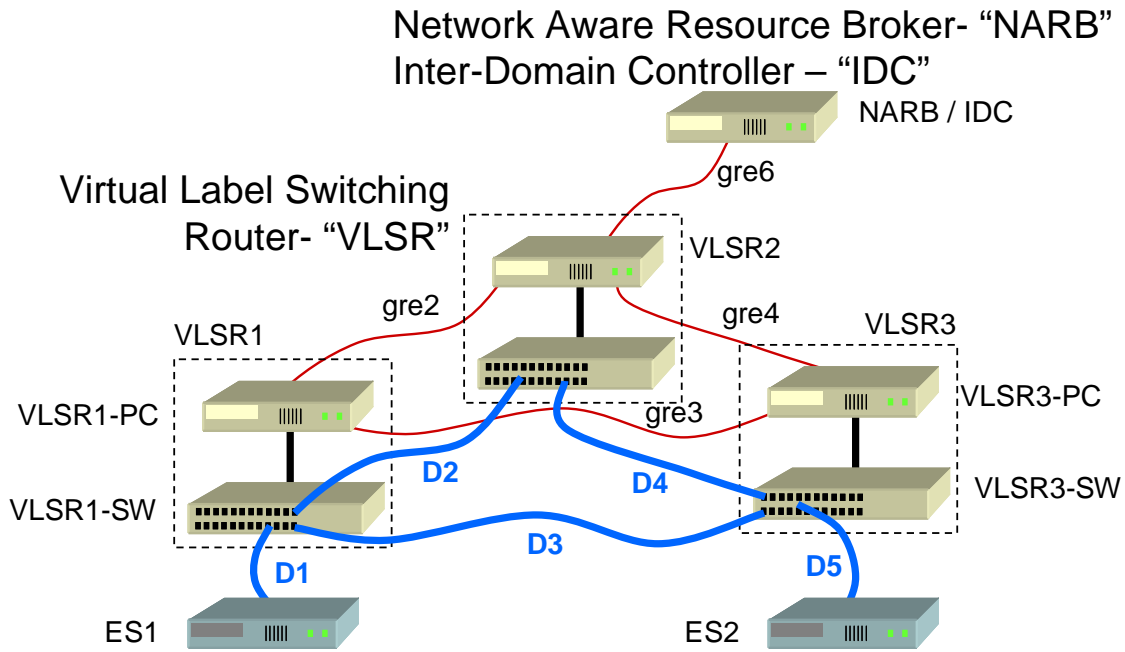 Network Aware Resource Broker- “NARB”
Inter-Domain Controller – “IDC”
NARB / IDC
gre6
Virtual Label Switching
Router- “VLSR”
VLSR2
gre2
gre4
VLSR1
VLSR3
VLSR1-PC
gre3
VLSR3-PC
D2
D4
VLSR1-SW
VLSR3-SW
D3
D1
D5
ES1
ES2